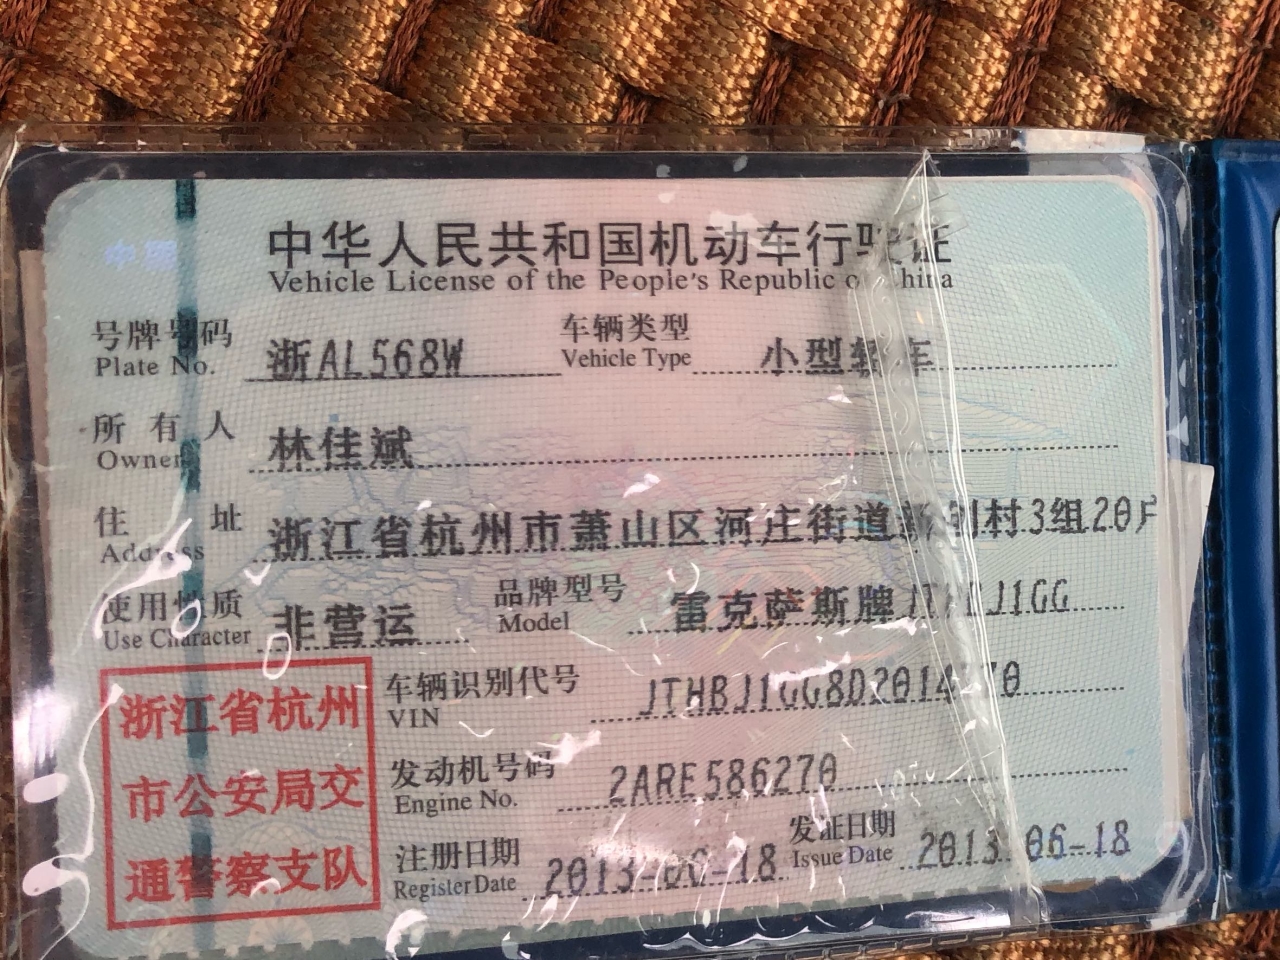 中华人民共和国机动车行驶证
Vehicle License of the People's Republic of China
号牌号码 浙AL568W 车辆类型 小型轿车
Plate No. Vehicle Type
所有人 林佳斌
Owner
住址 浙江省杭州市萧山区河庄街道 村3组20户
Address
使用性质 非营运 品牌型号 雷克萨斯牌
Use Character Model
浙江省杭州
市公安局交
通警察支队
车辆识别代号
VIN
发动机号码 2ARE586270
Engine No.
注册日期 发证日期 2013-06-18
Register Date Issue Date